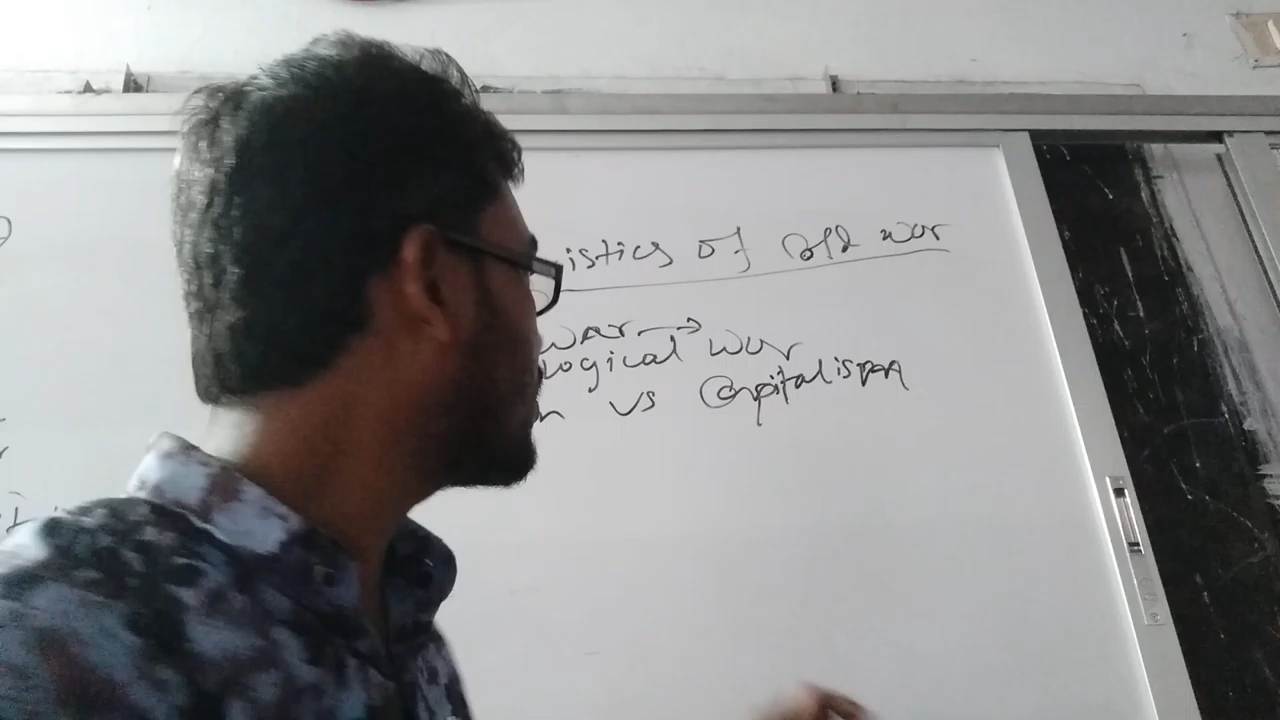 istics of Cold war
war →
logical war
n vs Capitalism